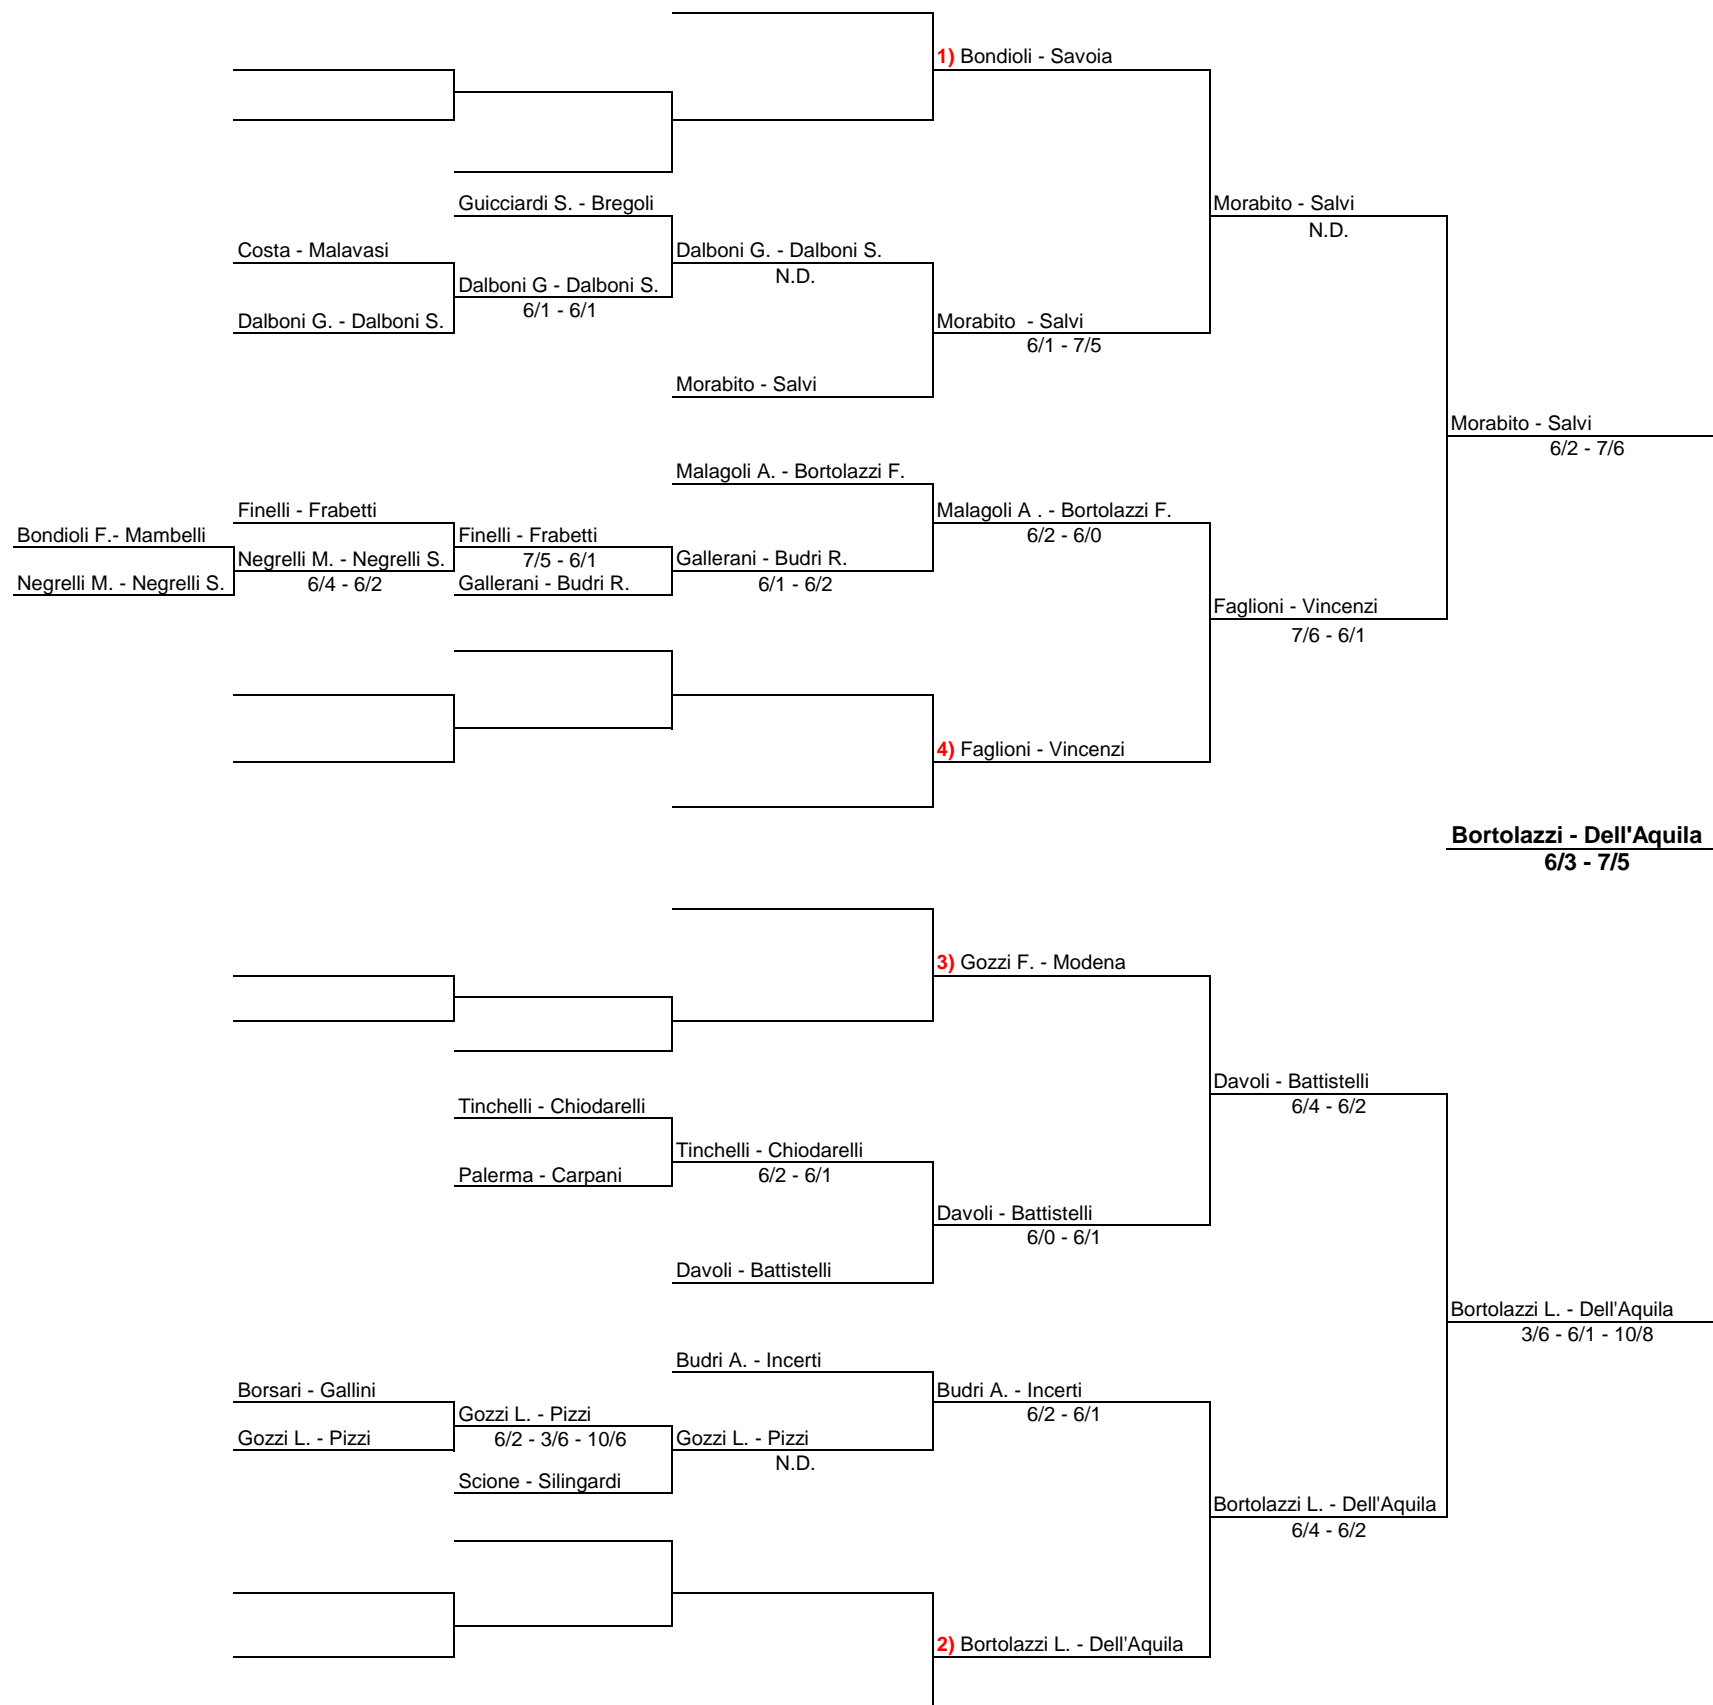 1) Bondioli - Savoia
Guicciardi S. - Bregoli
Morabito - Salvi
N.D.
Costa - Malavasi
Dalboni G. - Dalboni S.
N.D.
Dalboni G - Dalboni S.
6/1 - 6/1
Dalboni G. - Dalboni S.
Morabito  - Salvi
6/1 - 7/5
Morabito - Salvi
Morabito - Salvi
6/2 - 7/6
Malagoli A. - Bortolazzi F.
Finelli - Frabetti
Malagoli A . - Bortolazzi F.
6/2 - 6/0
Bondioli F.- Mambelli
Finelli - Frabetti
7/5 - 6/1
Negrelli M. - Negrelli S.
6/4 - 6/2
Gallerani - Budri R.
6/1 - 6/2
Negrelli M. - Negrelli S.
Gallerani - Budri R.
Faglioni - Vincenzi
7/6 - 6/1
4) Faglioni - Vincenzi
Bortolazzi - Dell'Aquila
6/3 - 7/5
3) Gozzi F. - Modena
Davoli - Battistelli
6/4 - 6/2
Tinchelli - Chiodarelli
Tinchelli - Chiodarelli
6/2 - 6/1
Palerma - Carpani
Davoli - Battistelli
6/0 - 6/1
Davoli - Battistelli
Bortolazzi L. - Dell'Aquila
3/6 - 6/1 - 10/8
Budri A. - Incerti
Borsari - Gallini
Budri A. - Incerti
6/2 - 6/1
Gozzi L. - Pizzi
6/2 - 3/6 - 10/6
Gozzi L. - Pizzi
Gozzi L. - Pizzi
N.D.
Scione - Silingardi
Bortolazzi L. - Dell'Aquila
6/4 - 6/2
2) Bortolazzi L. - Dell'Aquila